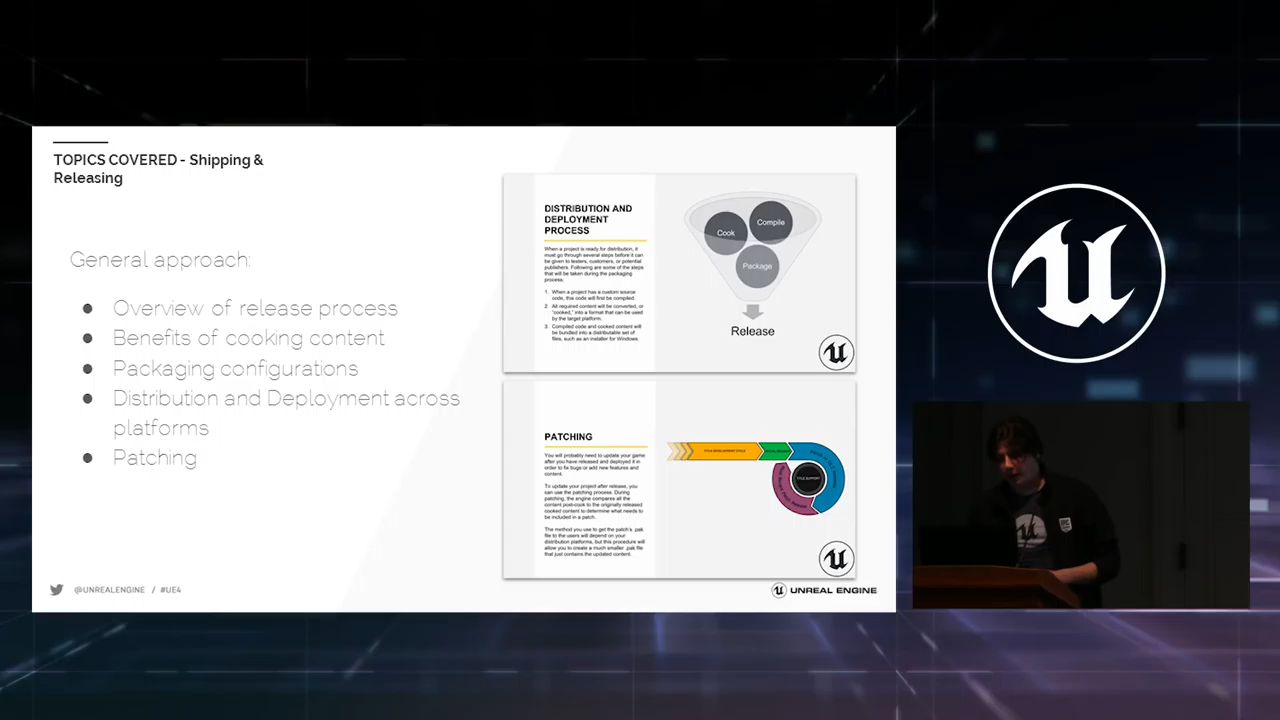 TOPICS COVERED - Shipping &
Releasing
General approach:
● Overview of release process
● Benefits of cooking content
● Packaging configurations
● Distribution and Deployment across
platforms
● Patching
DISTRIBUTION AND
DEPLOYMENT
PROCESS
When a project is ready for distribution, it
must go through several steps before it can
be given to testers, customers, or potential
publishers. Following are some of the steps
that will be taken during the packaging
process:
1. When a project has a custom source
code, this code will first be compiled.
2. All required content will be converted, or
“cooked,” into a format that can be used
by the target platform.
3. Compiled code and cooked content will
be bundled into a distributable set of
files, such as an installer for Windows.
Cook
Compile
Package
Release
PATCHING
You will probably need to update your game
after you have released and deployed it in
order to fix bugs or add new features and
content.
To update your project after release, you
can use the patching process. During
patching, the engine compares all the
content post-cook to the originally released
cooked content to determine what needs to
be included in a patch.
The method you use to get the patch's .pak
file to the users will depend on your
distribution platforms, but this procedure will
allow you to create a much smaller .pak file
that just contains the updated content.
TITLE DEVELOPMENT CYCLE
TITLE SUPPORT
@UNREALENGINE / #UE4
UNREAL ENGINE